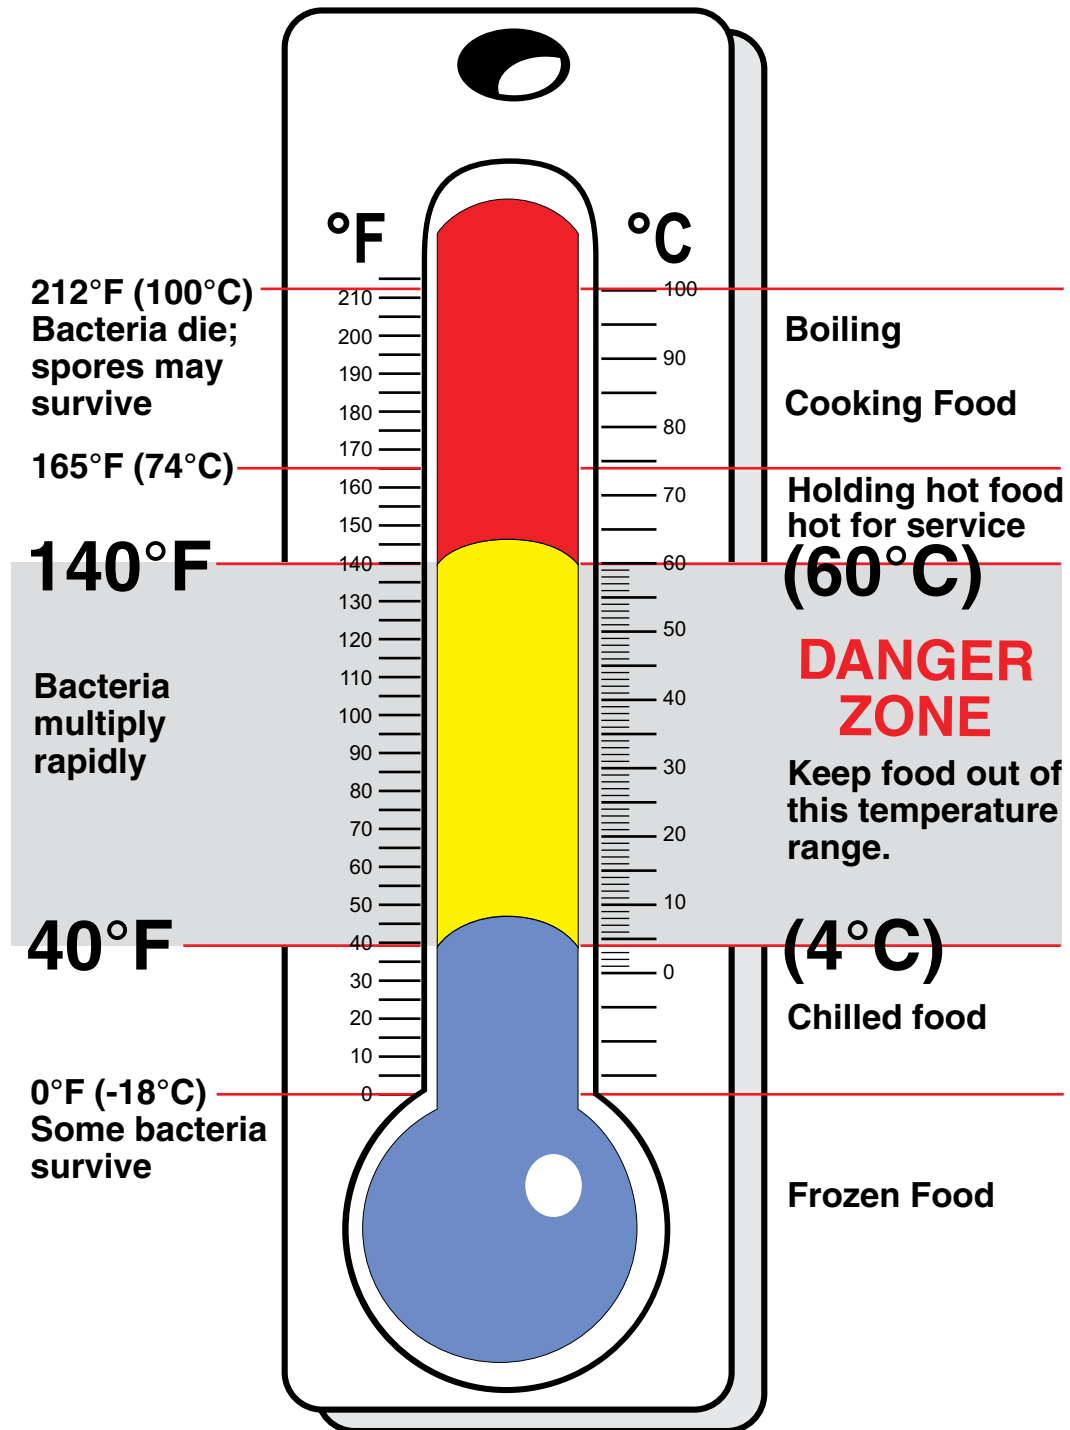 °F
°C
212°F (100°C)
Bacteria die;
spores may
survive
165°F (74°C)
140°F
Bacteria
multiply
rapidly
40°F
0°F (-18°C)
Some bacteria
survive
210
200
190
180
170
160
150
140
130
120
110
100
90
80
70
60
50
40
30
20
10
0
100
90
80
70
60
50
40
30
20
10
0
Boiling
Cooking Food
Holding hot food
hot for service
(60°C)
DANGER
ZONE
Keep food out of
this temperature
range.
(4°C)
Chilled food
Frozen Food